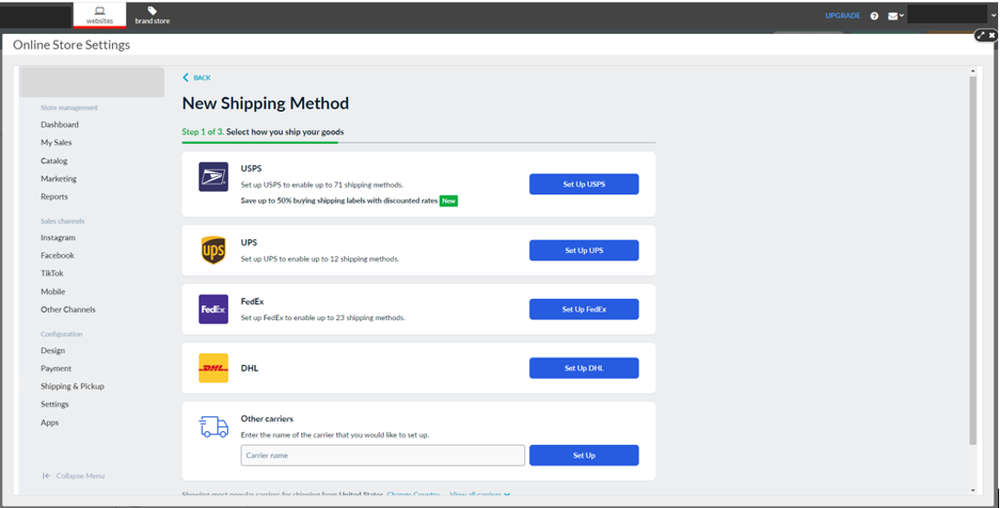 websites
brand store
UPGRADE
Online Store Settings
BACK
New Shipping Method
Step 1 of 3. Select how you ship your goods
Store management
Dashboard
My Sales
Catalog
Marketing
Reports
Sales channels
Instagram
Facebook
TikTok
Mobile
Other Channels
Configuration
Design
Payment
Shipping & Pickup
Settings
Apps
Collapse Menu
USPS
Set up USPS to enable up to 71 shipping methods.
Save up to 50% buying shipping labels with discounted rates New
Set Up USPS
ups
UPS
Set up UPS to enable up to 12 shipping methods.
Set Up UPS
FedEx
FedEx
Set up FedEx to enable up to 23 shipping methods.
Set Up FedEx
DHL
DHL
Set Up DHL
Other carriers
Enter the name of the carrier that you would like to set up.
Carrier name
Set Up
Showing most popular carriers for shipping from United States. Change Country View all carriers